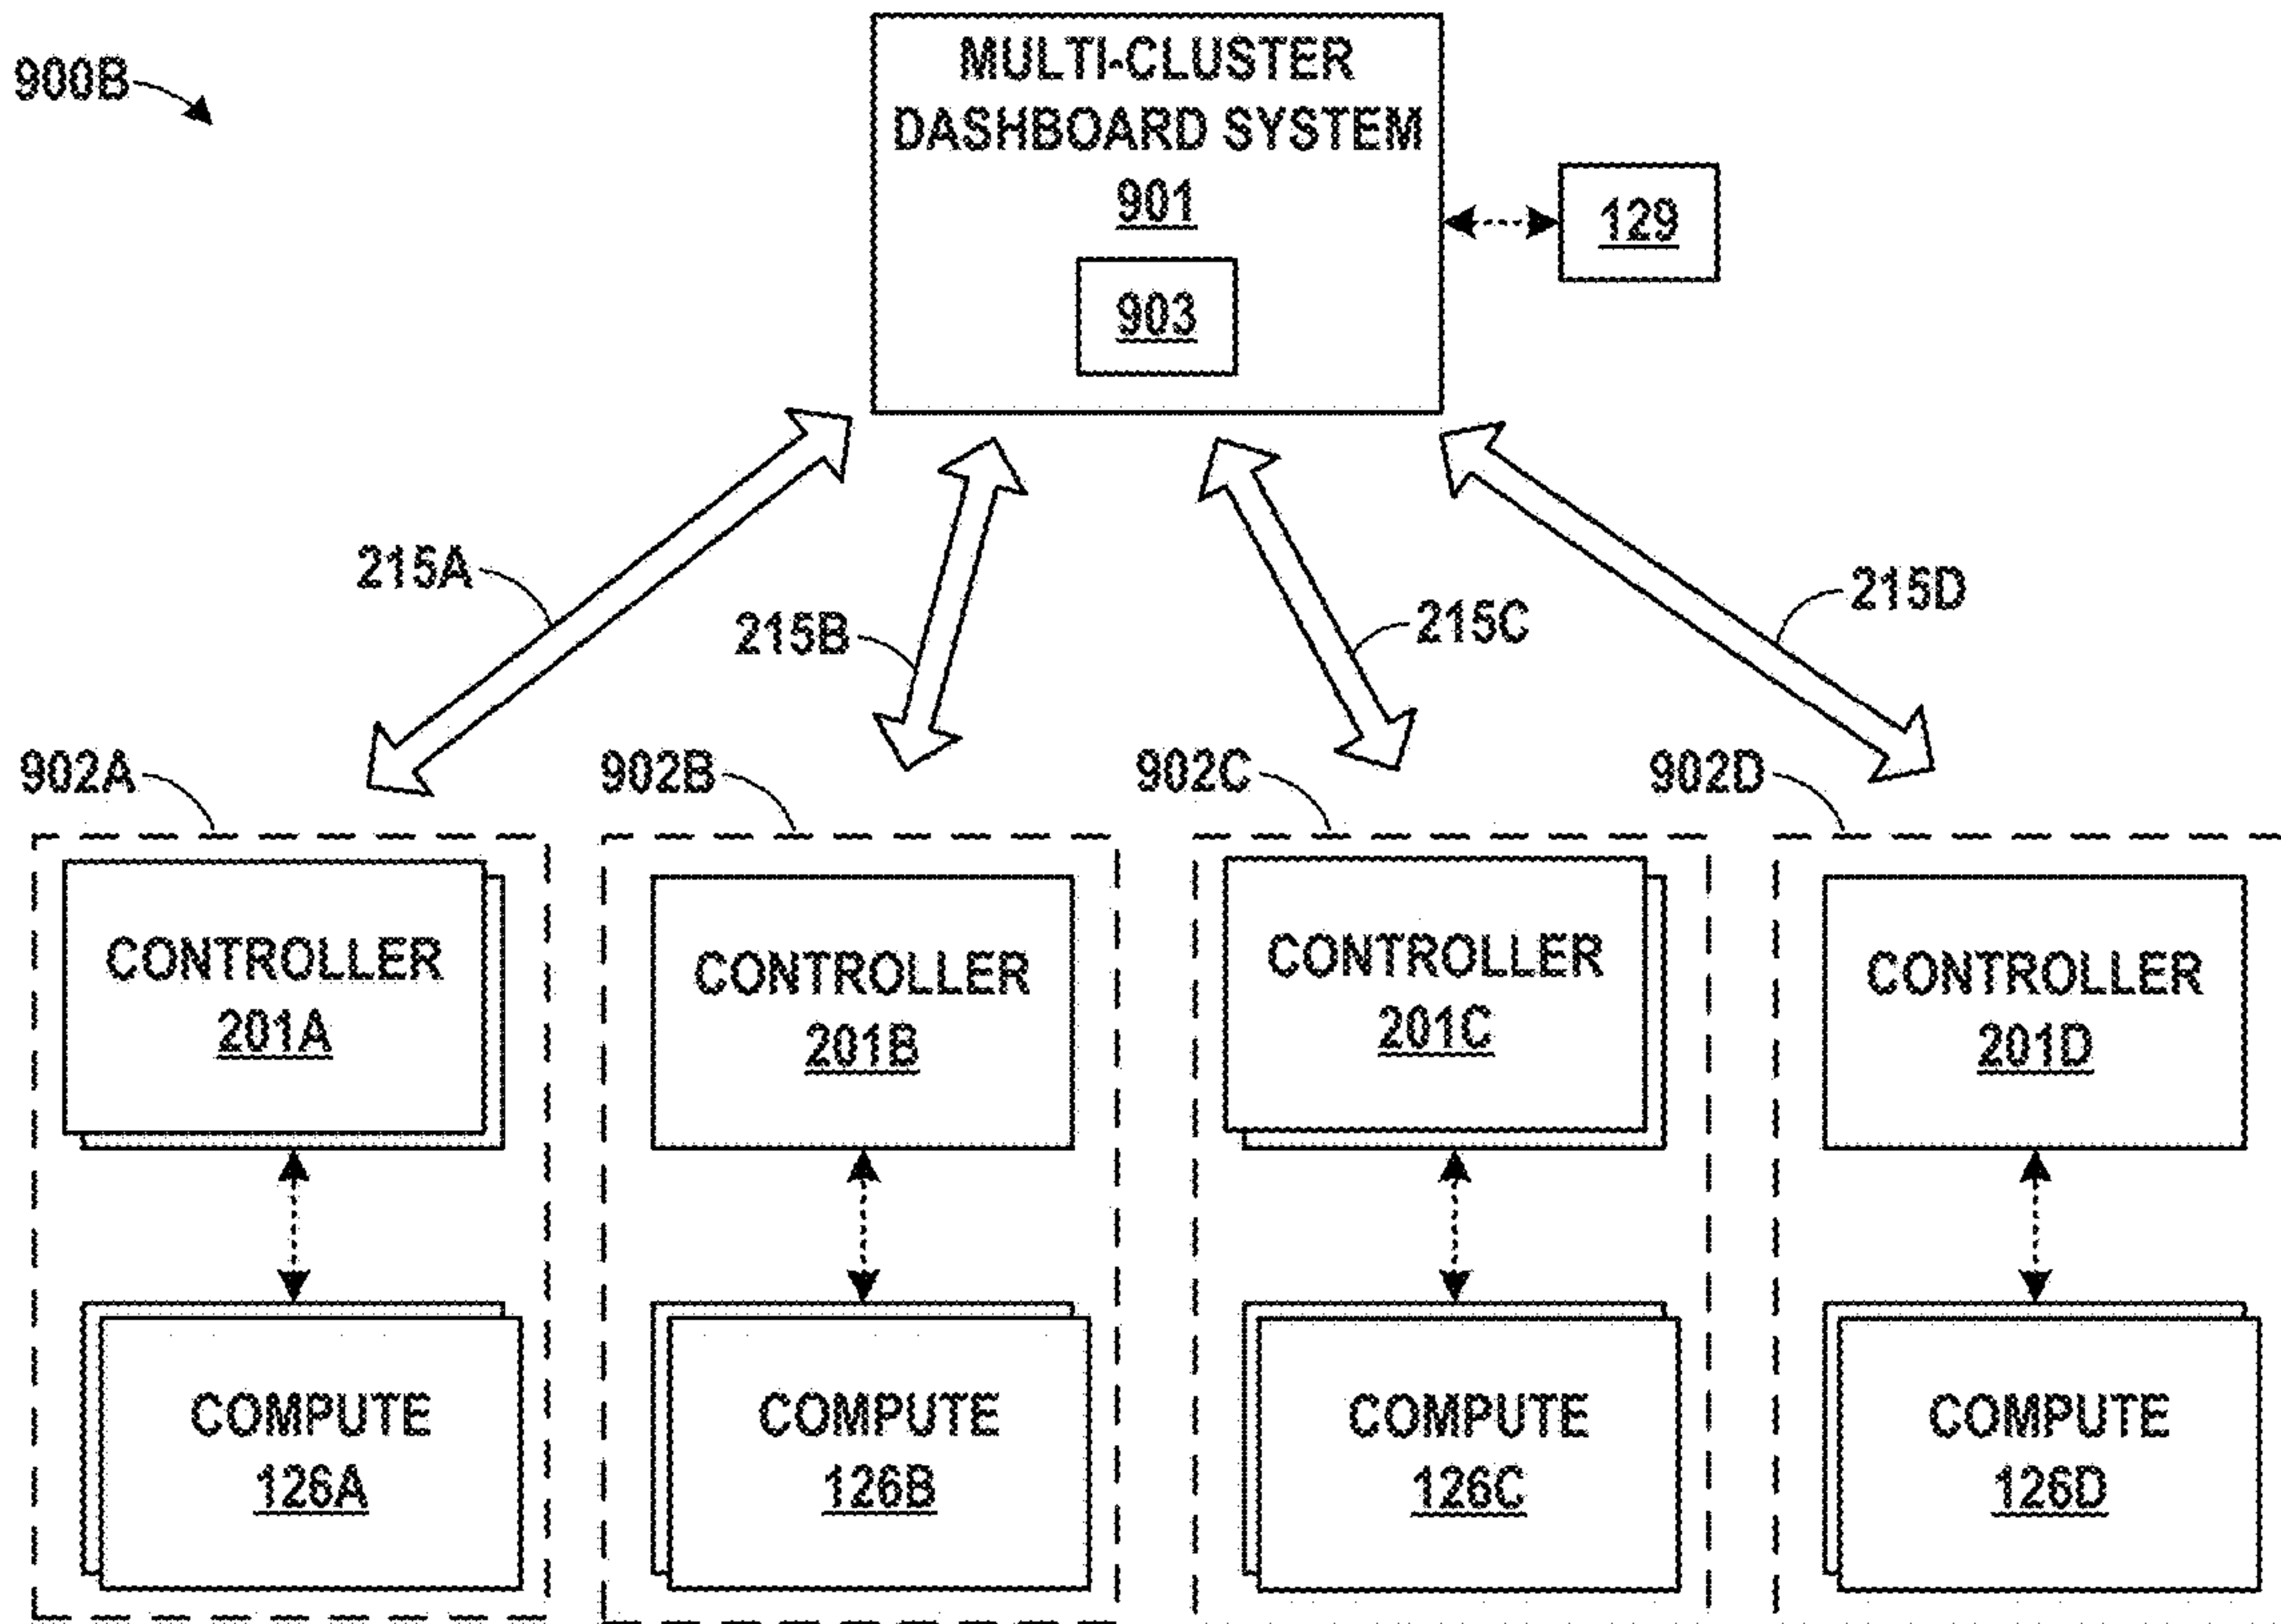 900B
MULTI-CLUSTER
DASHBOARD SYSTEM
901
903
129
215A
215B
215C
215D
902A
902B
902C
902D
CONTROLLER
201A
CONTROLLER
201B
CONTROLLER
201C
CONTROLLER
201D
COMPUTE
126A
COMPUTE
126B
COMPUTE
126C
COMPUTE
126D